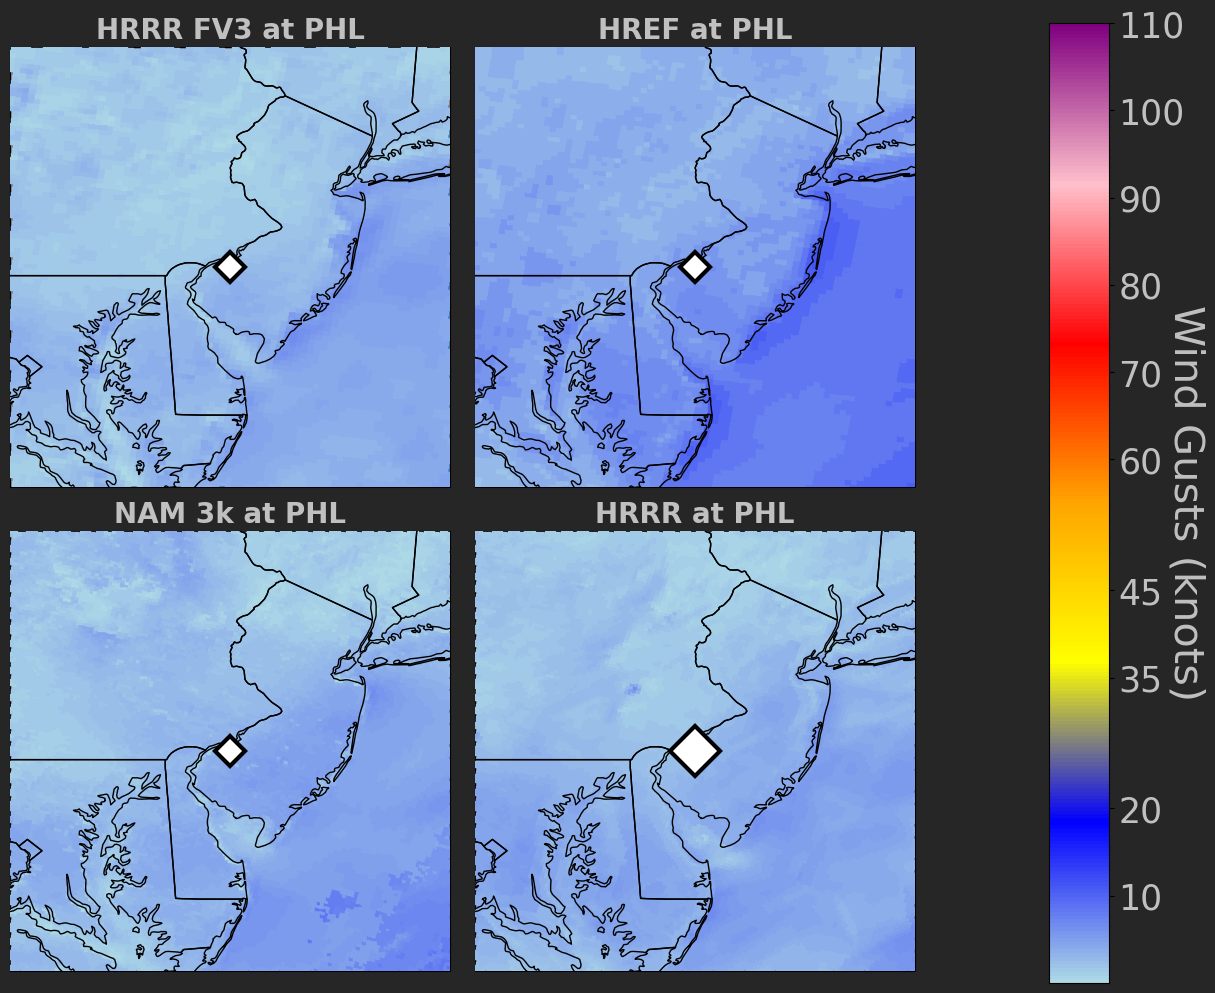 HRRR FV3 at PHL
HREF at PHL
NAM 3k at PHL
HRRR at PHL
110
100
90
80
70
60
45
35
20
10
Wind Gusts (knots)